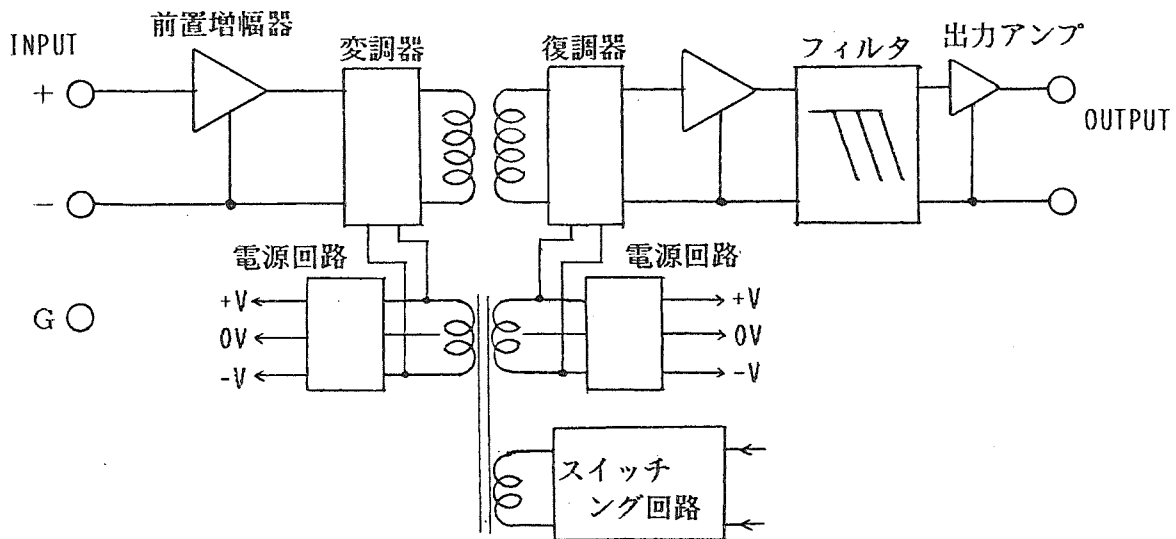 前置増幅器
INPUT
変調器
復調器
フィルタ
出力アンプ
+
OUTPUT
−
電源回路
電源回路
+V
+V
G
0V
0V
-V
-V
スイッチ
ング回路